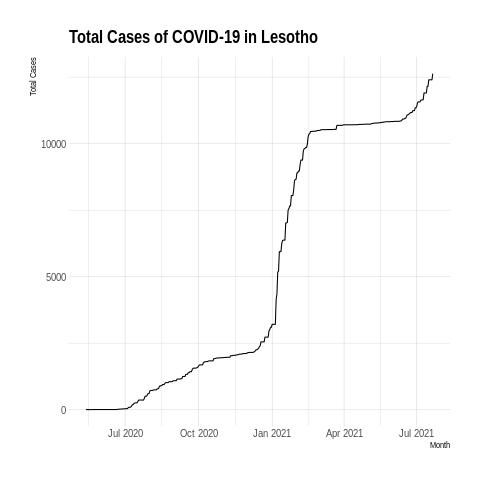 Total Cases of COVID-19 in Lesotho
Total Cases
10000
5000
0
Jul 2020 Oct 2020 Jan 2021 Apr 2021 Jul 2021
Month